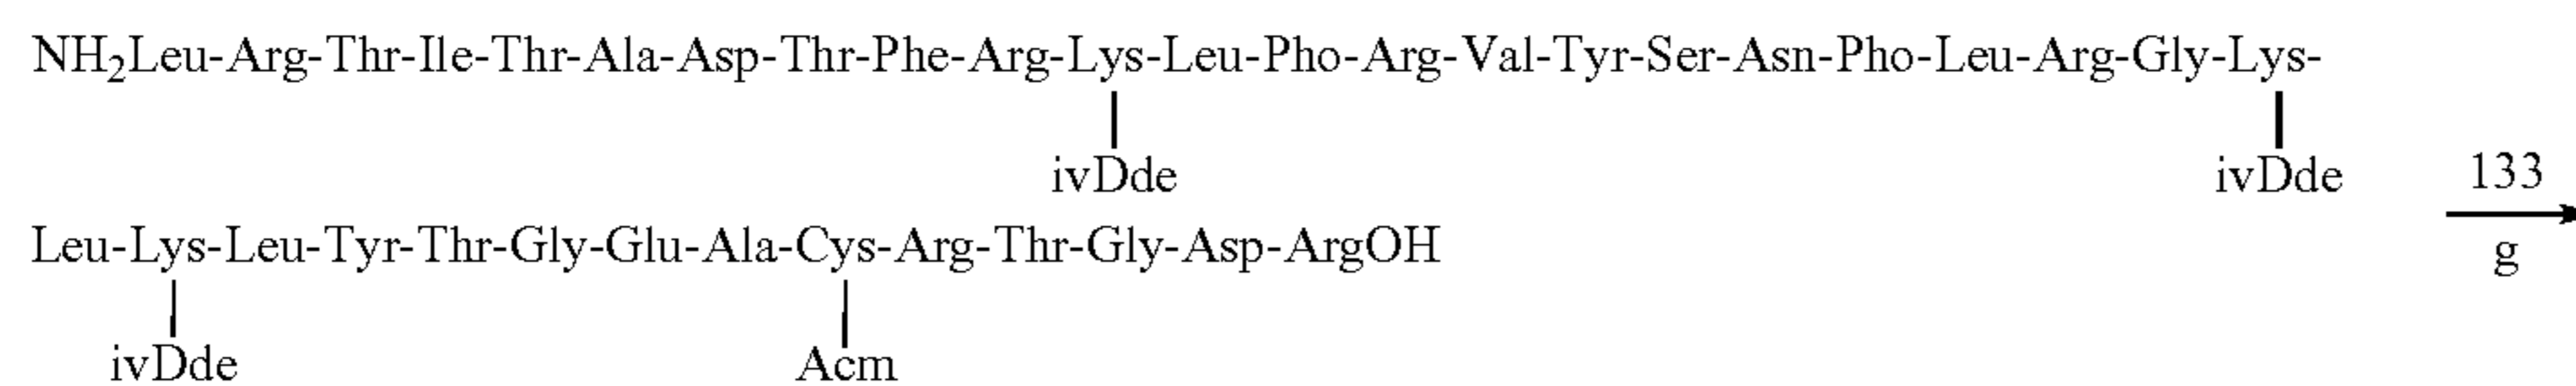 NH₂Leu-Arg-Thr-Ile-Thr-Ala-Asp-Thr-Phe-Arg-Lys-Leu-Pho-Arg-Val-Tyr-Ser-Asn-Pho-Leu-Arg-Gly-Lys-
ivDde ivDde 133
Leu-Lys-Leu-Tyr-Thr-Gly-Glu-Ala-Cys-Arg-Thr-Gly-Asp-ArgOH g
ivDde Acm